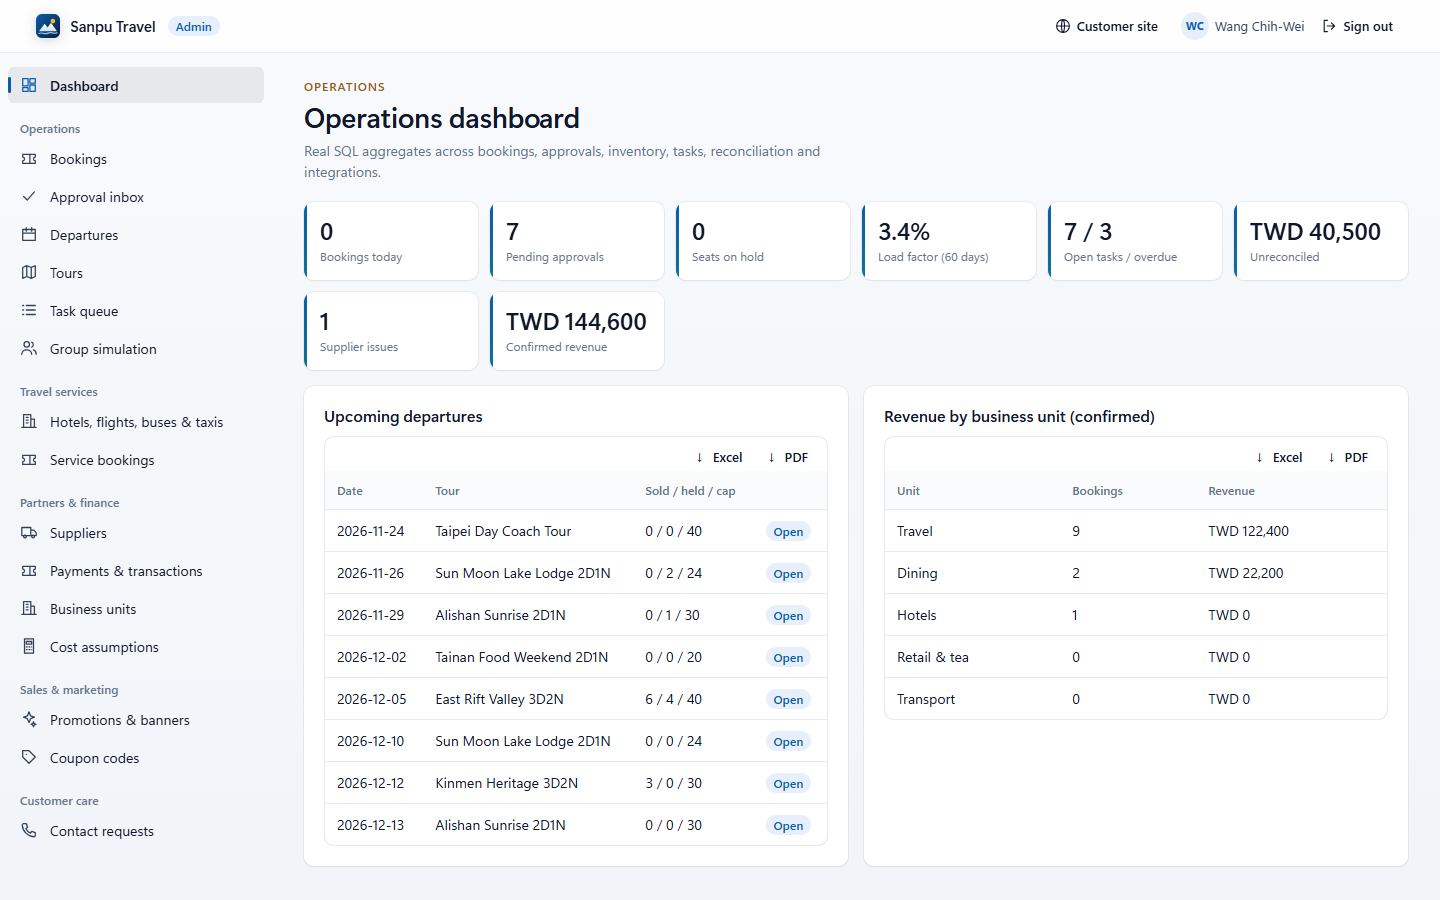 Sanpu Travel Admin
Customer site WC Wang Chih-Wei Sign out
Dashboard
Operations
Bookings
Approval inbox
Departures
Tours
Task queue
Group simulation
Travel services
Hotels, flights, buses & taxis
Service bookings
Partners & finance
Suppliers
Payments & transactions
Business units
Cost assumptions
Sales & marketing
Promotions & banners
Coupon codes
Customer care
Contact requests
OPERATIONS
Operations dashboard
Real SQL aggregates across bookings, approvals, inventory, tasks, reconciliation and
integrations.
0
Bookings today
7
Pending approvals
0
Seats on hold
3.4%
Load factor (60 days)
7 / 3
Open tasks / overdue
TWD 40,500
Unreconciled
1
Supplier issues
TWD 144,600
Confirmed revenue
Upcoming departures
↓ Excel ↓ PDF
Date Tour Sold / held / cap
2026-11-24 Taipei Day Coach Tour 0 / 0 / 40 Open
2026-11-26 Sun Moon Lake Lodge 2D1N 0 / 2 / 24 Open
2026-11-29 Alishan Sunrise 2D1N 0 / 1 / 30 Open
2026-12-02 Tainan Food Weekend 2D1N 0 / 0 / 20 Open
2026-12-05 East Rift Valley 3D2N 6 / 4 / 40 Open
2026-12-10 Sun Moon Lake Lodge 2D1N 0 / 0 / 24 Open
2026-12-12 Kinmen Heritage 3D2N 3 / 0 / 30 Open
2026-12-13 Alishan Sunrise 2D1N 0 / 0 / 30 Open
Revenue by business unit (confirmed)
↓ Excel ↓ PDF
Unit Bookings Revenue
Travel 9 TWD 122,400
Dining 2 TWD 22,200
Hotels 1 TWD 0
Retail & tea 0 TWD 0
Transport 0 TWD 0